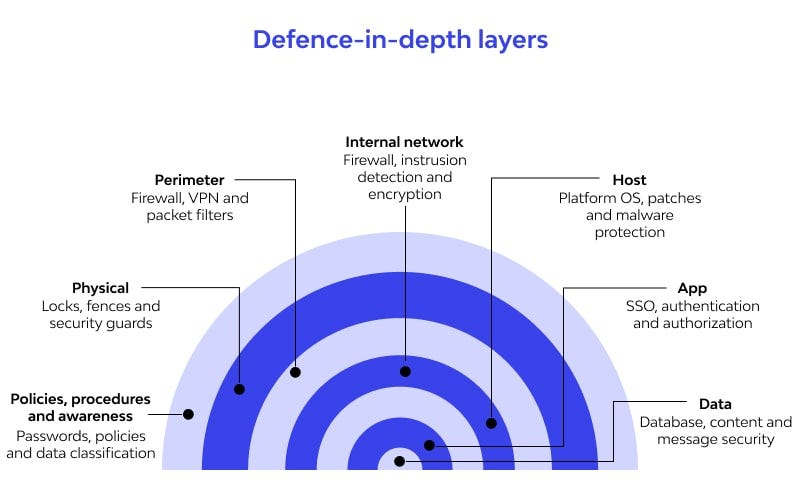 Defence-in-depth layers
Internal network
Firewall, instrusion
detection and
encryption
Perimeter
Firewall, VPN and
packet filters
Host
Platform OS, patches
and malware
protection
Physical
Locks, fences and
security guards
App
SSO, authentication
and authorization
Policies, procedures
and awareness
Passwords, policies
and data classification
Data
Database, content and
message security